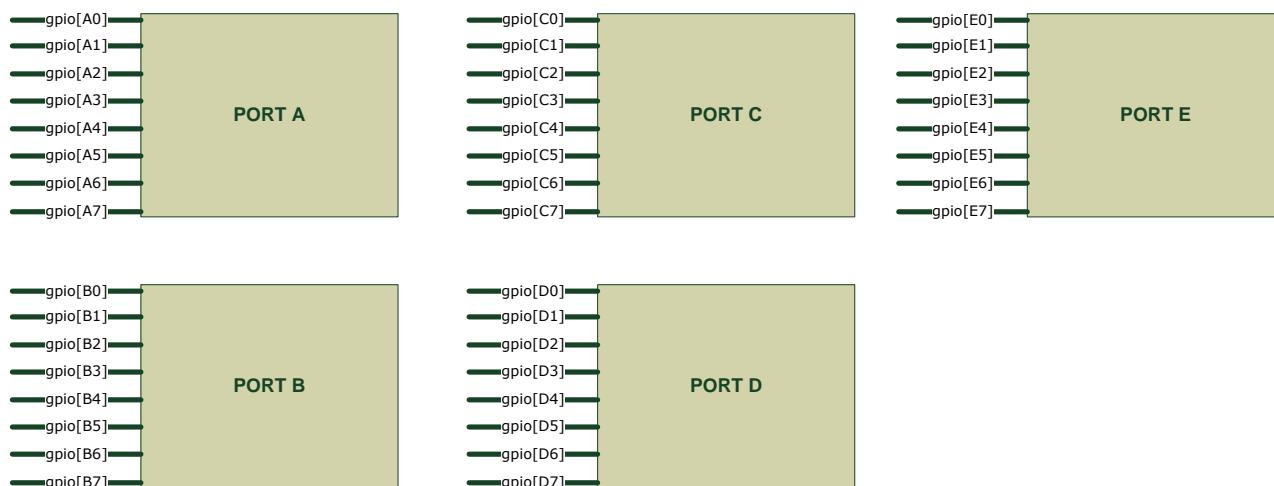 gpio[A0]
gpio[A1]
gpio[A2]
gpio[A3]
gpio[A4]
gpio[A5]
gpio[A6]
gpio[A7]
PORT A
gpio[C0]
gpio[C1]
gpio[C2]
gpio[C3]
gpio[C4]
gpio[C5]
gpio[C6]
gpio[C7]
PORT C
gpio[E0]
gpio[E1]
gpio[E2]
gpio[E3]
gpio[E4]
gpio[E5]
gpio[E6]
gpio[E7]
PORT E
gpio[B0]
gpio[B1]
gpio[B2]
gpio[B3]
gpio[B4]
gpio[B5]
gpio[B6]
gpio[B7]
PORT B
gpio[D0]
gpio[D1]
gpio[D2]
gpio[D3]
gpio[D4]
gpio[D5]
gpio[D6]
gpio[D7]
PORT D